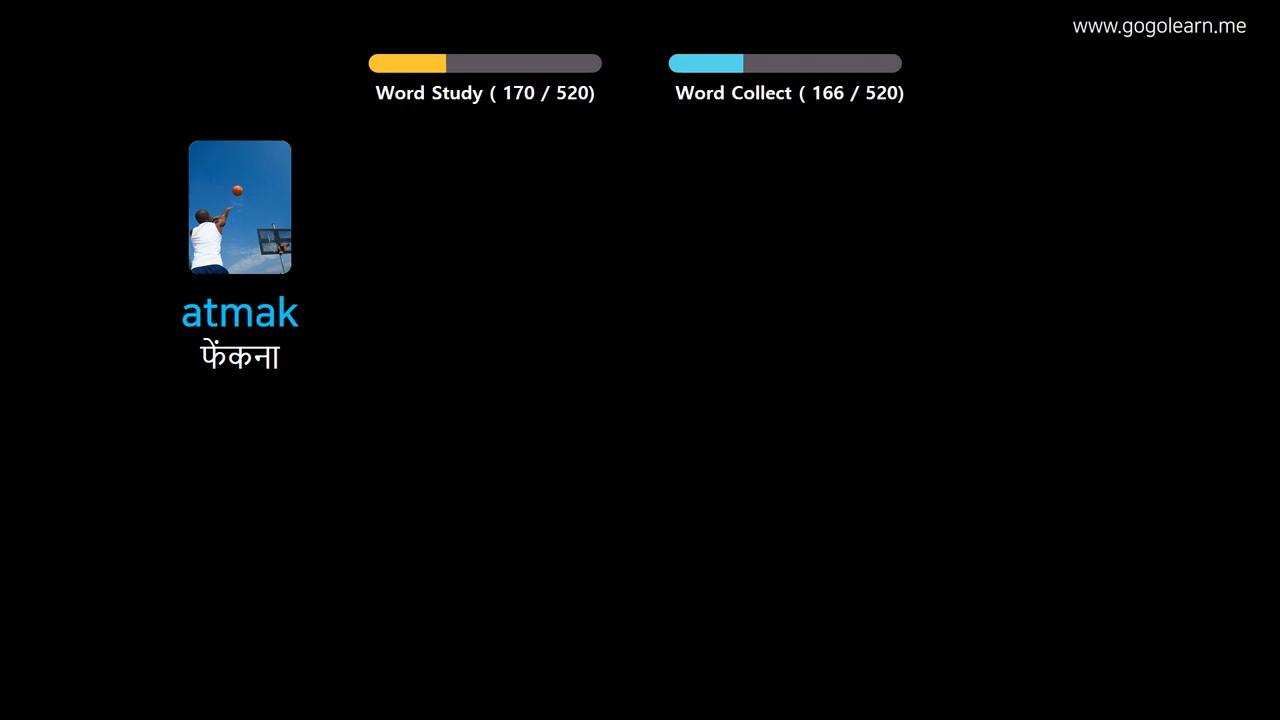 www.gogolearn.me
Word Study ( 170 / 520)
Word Collect ( 166 / 520)
atmak
फेंकना